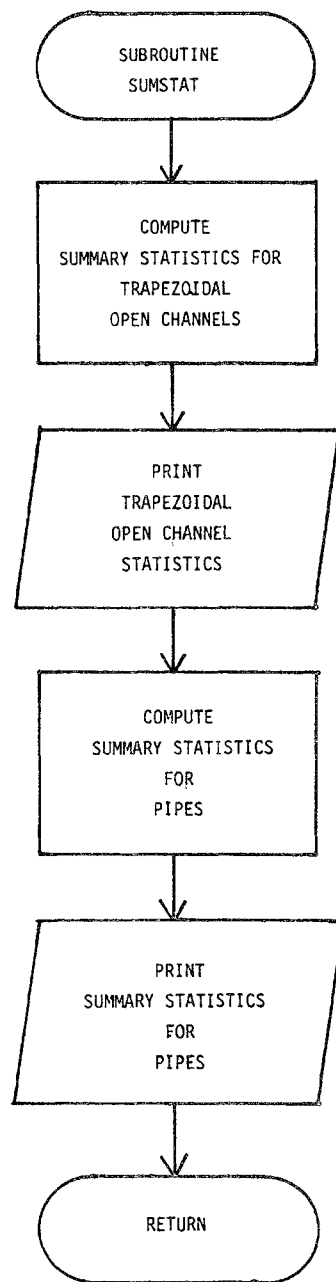 SUBROUTINE
SUMSTAT
COMPUTE
SUMMARY STATISTICS FOR
TRAPEZOIDAL
OPEN CHANNELS
PRINT
TRAPEZOIDAL
OPEN CHANNEL
STATISTICS
COMPUTE
SUMMARY STATISTICS
FOR
PIPES
PRINT
SUMMARY STATISTICS
FOR
PIPES
RETURN